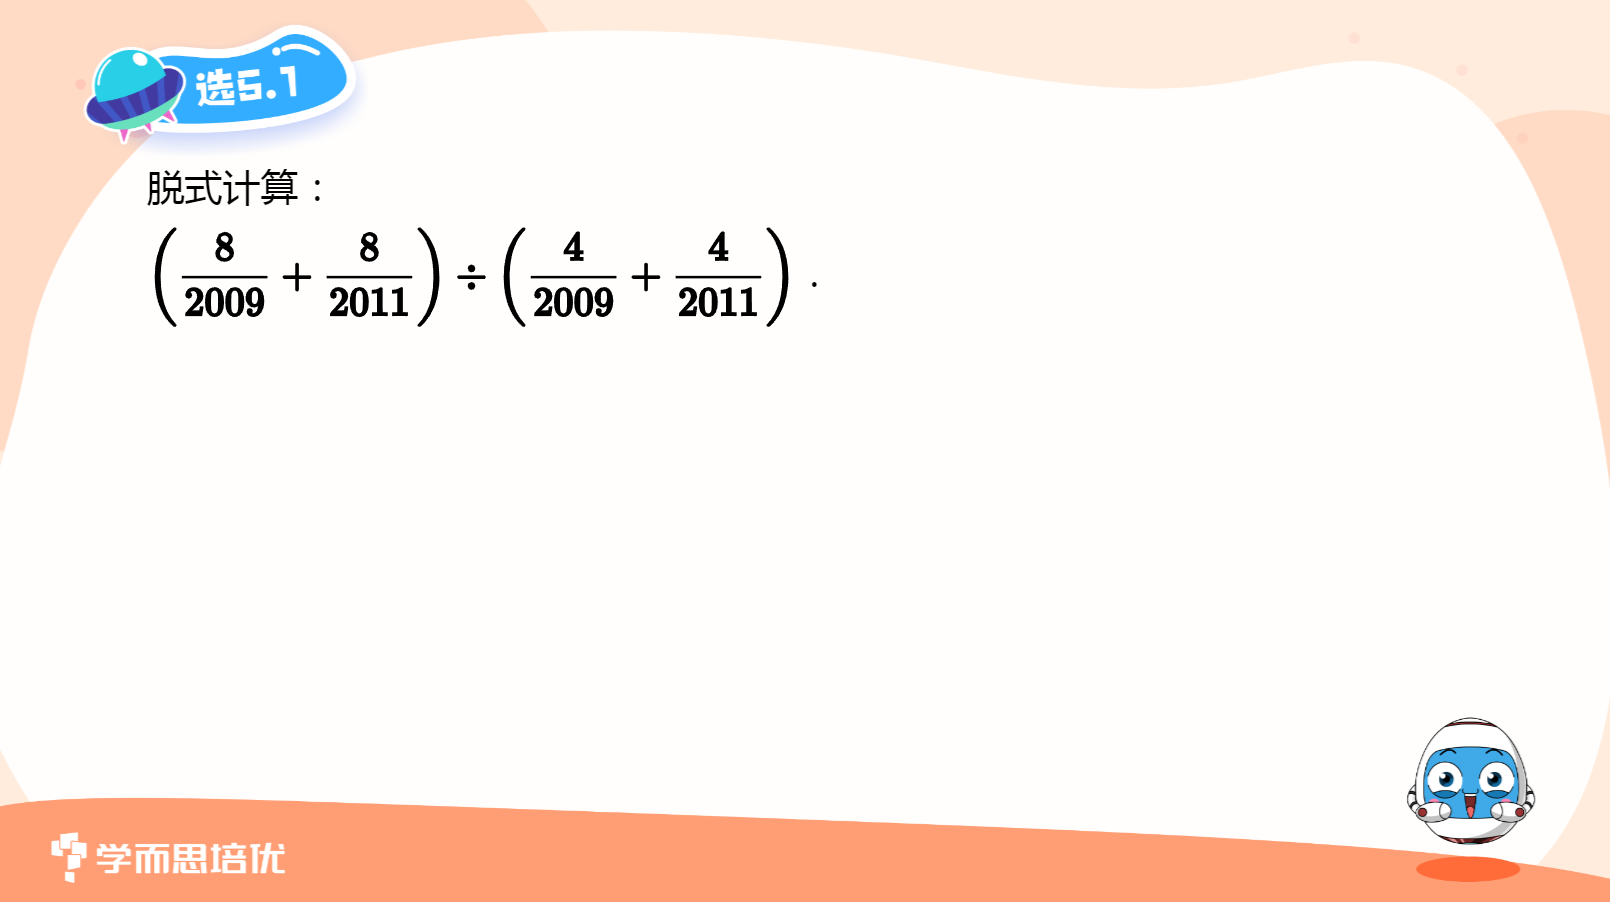 选5.1
脱式计算：
(8/2009 + 8/2011) ÷ (4/2009 + 4/2011) .
学而思培优